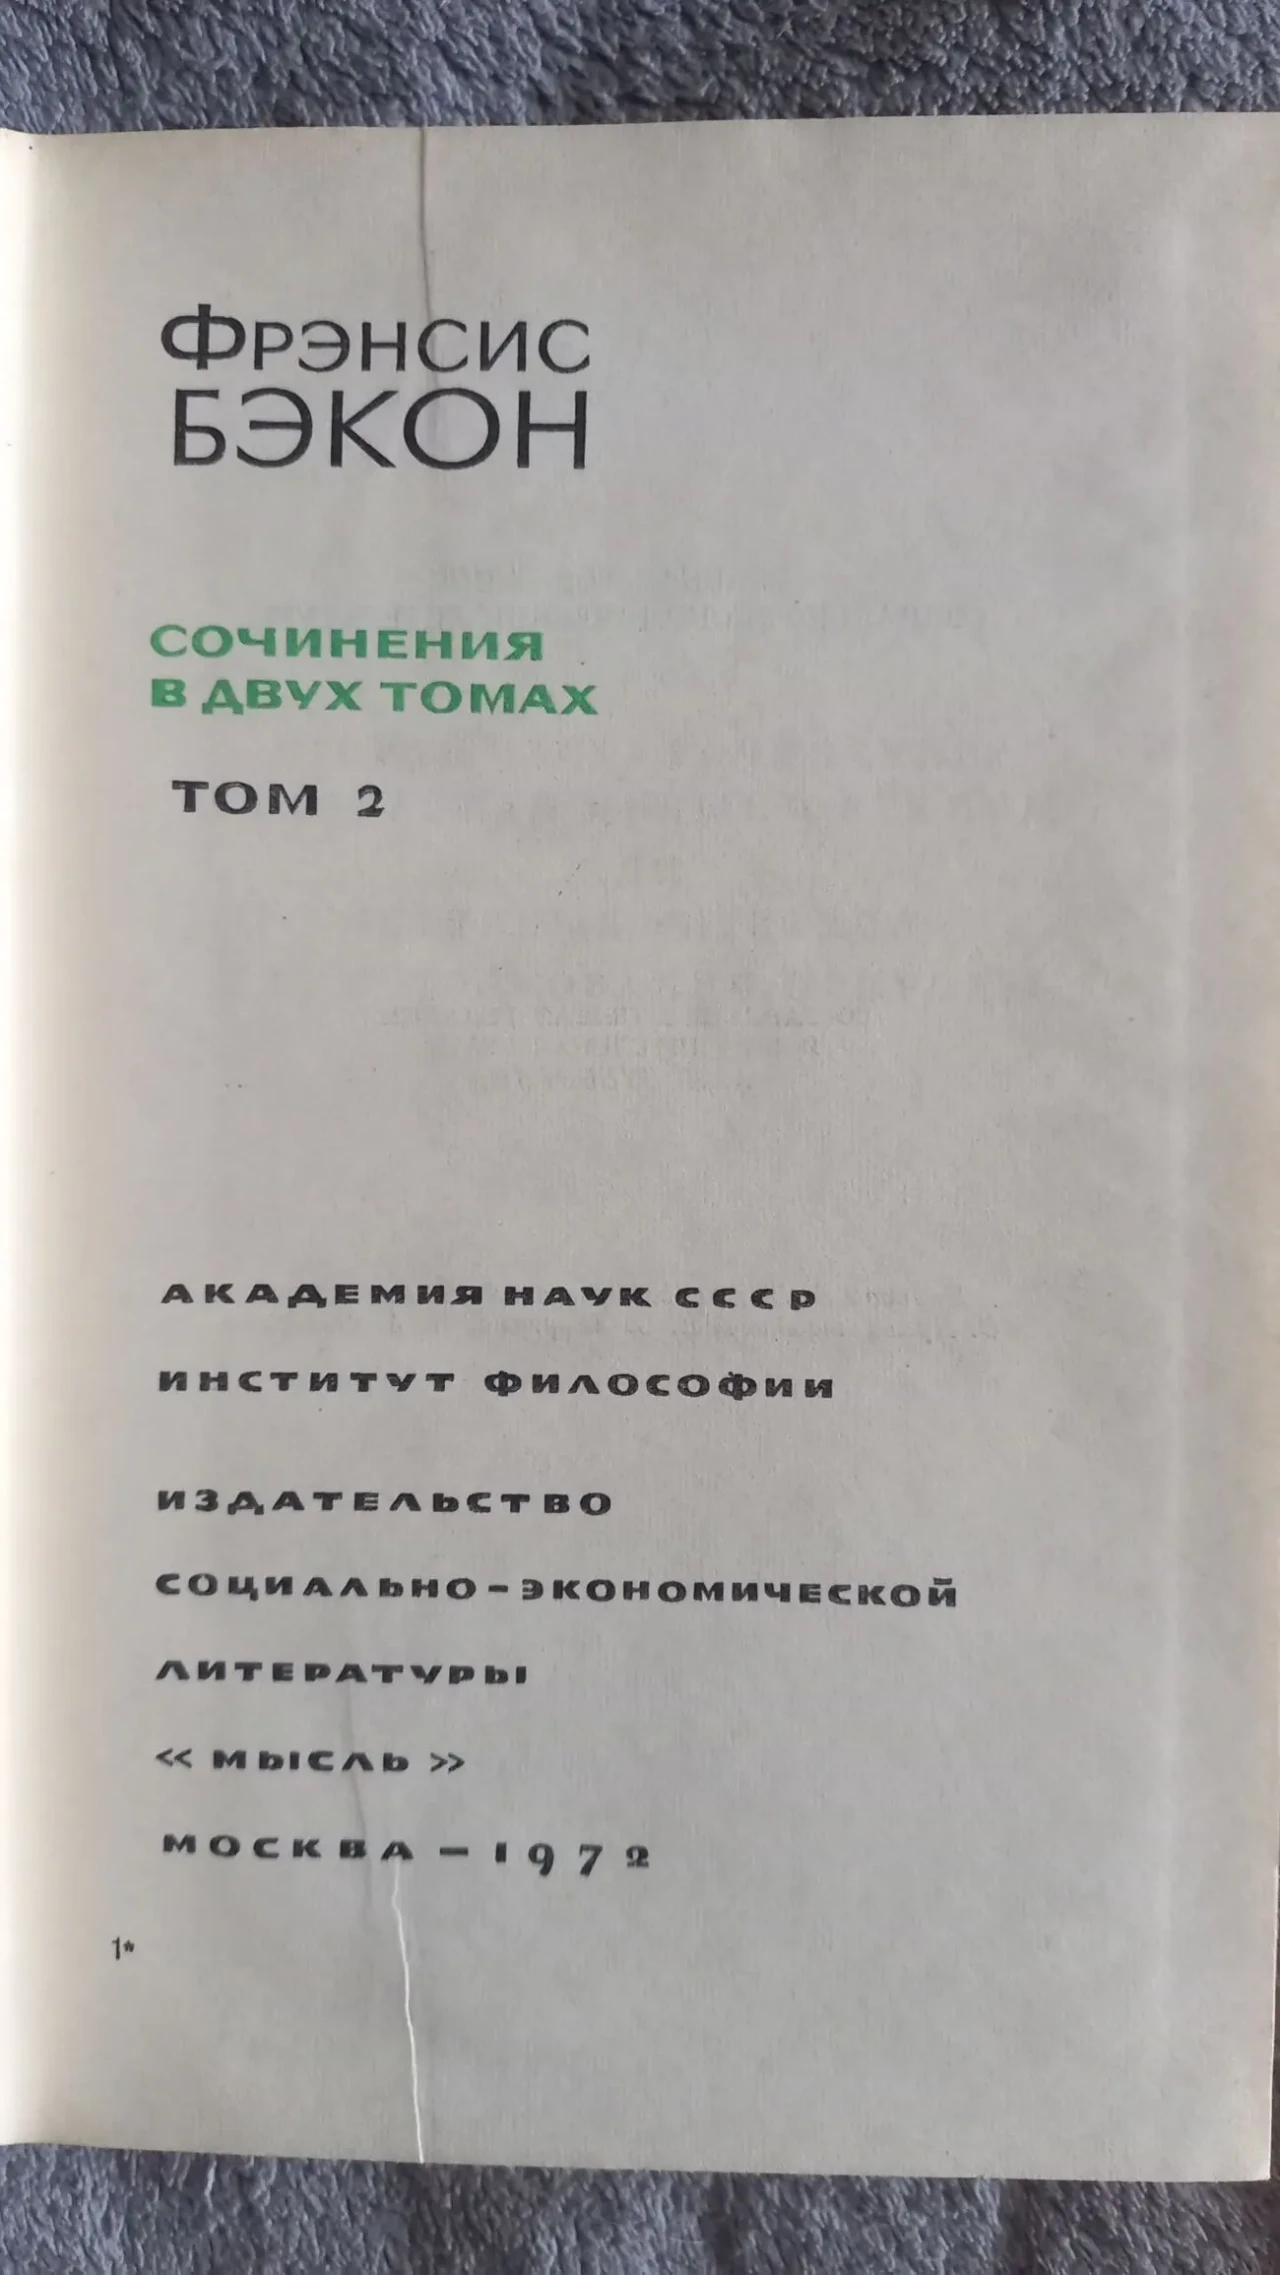 Фрэнсис
БЭКОН
СОЧИНЕНИЯ
В ДВУХ ТОМАХ
ТОМ 2
АКАДЕМИЯ НАУК СССР
ИНСТИТУТ ФИЛОСОФИИ
ИЗДАТЕЛЬСТВО
СОЦИАЛЬНО-ЭКОНОМИЧЕСКОЙ
ЛИТЕРАТУРЫ
« МЫСЛЬ »
МОСКВА – 1972
1*